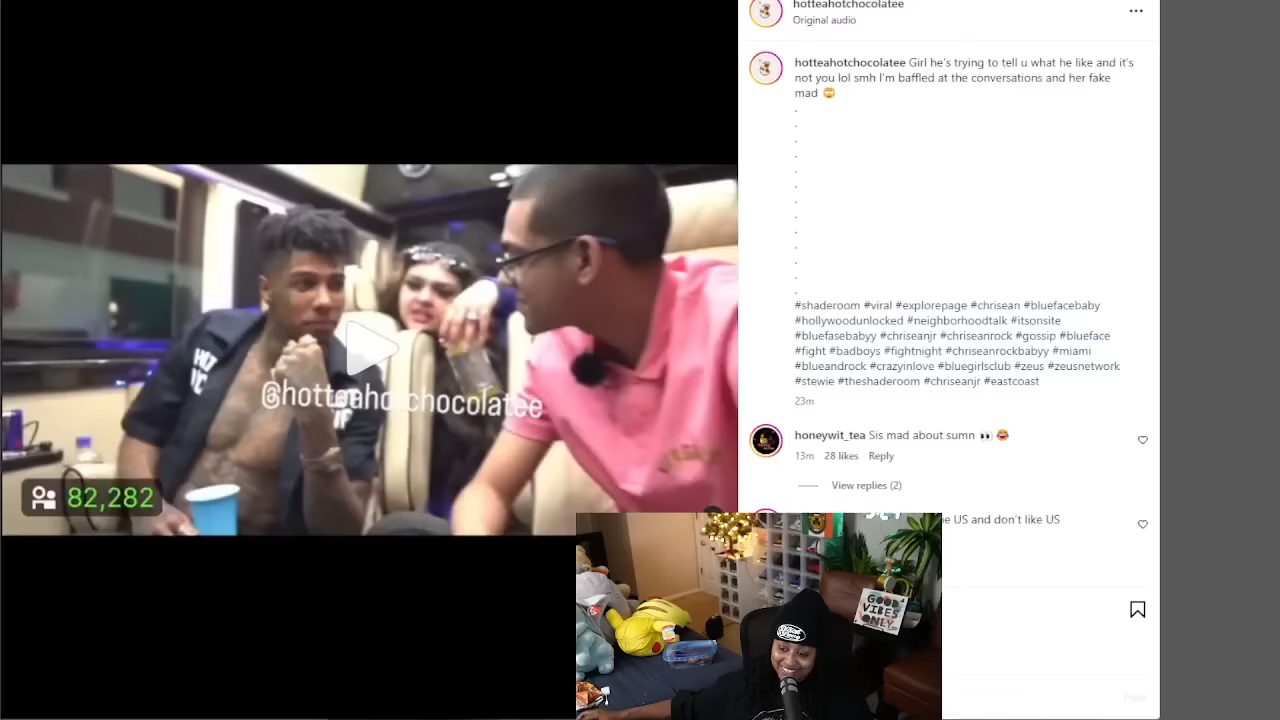 hotteahotchocolatee
Original audio
hotteahotchocolatee Girl he's trying to tell u what he like and it's
not you lol smh I'm baffled at the conversations and her fake
mad 🙄
.
.
.
.
.
.
.
.
.
.
.
.
.
#shaderoom #viral #explorepage #chrisean #bluefacebaby
#hollywoodunlocked #neighborhoodtalk #itsonsite
#bluefasebabyy #chriseanjr #chriseanrock #gossip #blueface
#fight #badboys #fightnight #chriseanrockbabyy #miami
#blueandrock #crazyinlove #bluegirlsclub #zeus #zeusnetwork
#stewie #theshaderoom #chriseanjr #eastcoast
23m
honeywit_tea Sis mad about sumn 👀 😂
13m 28 likes Reply
View replies (2)
US and don't like US
Post
@hotteahotchocolatee
82,282
GOOD
VIBES
ONLY